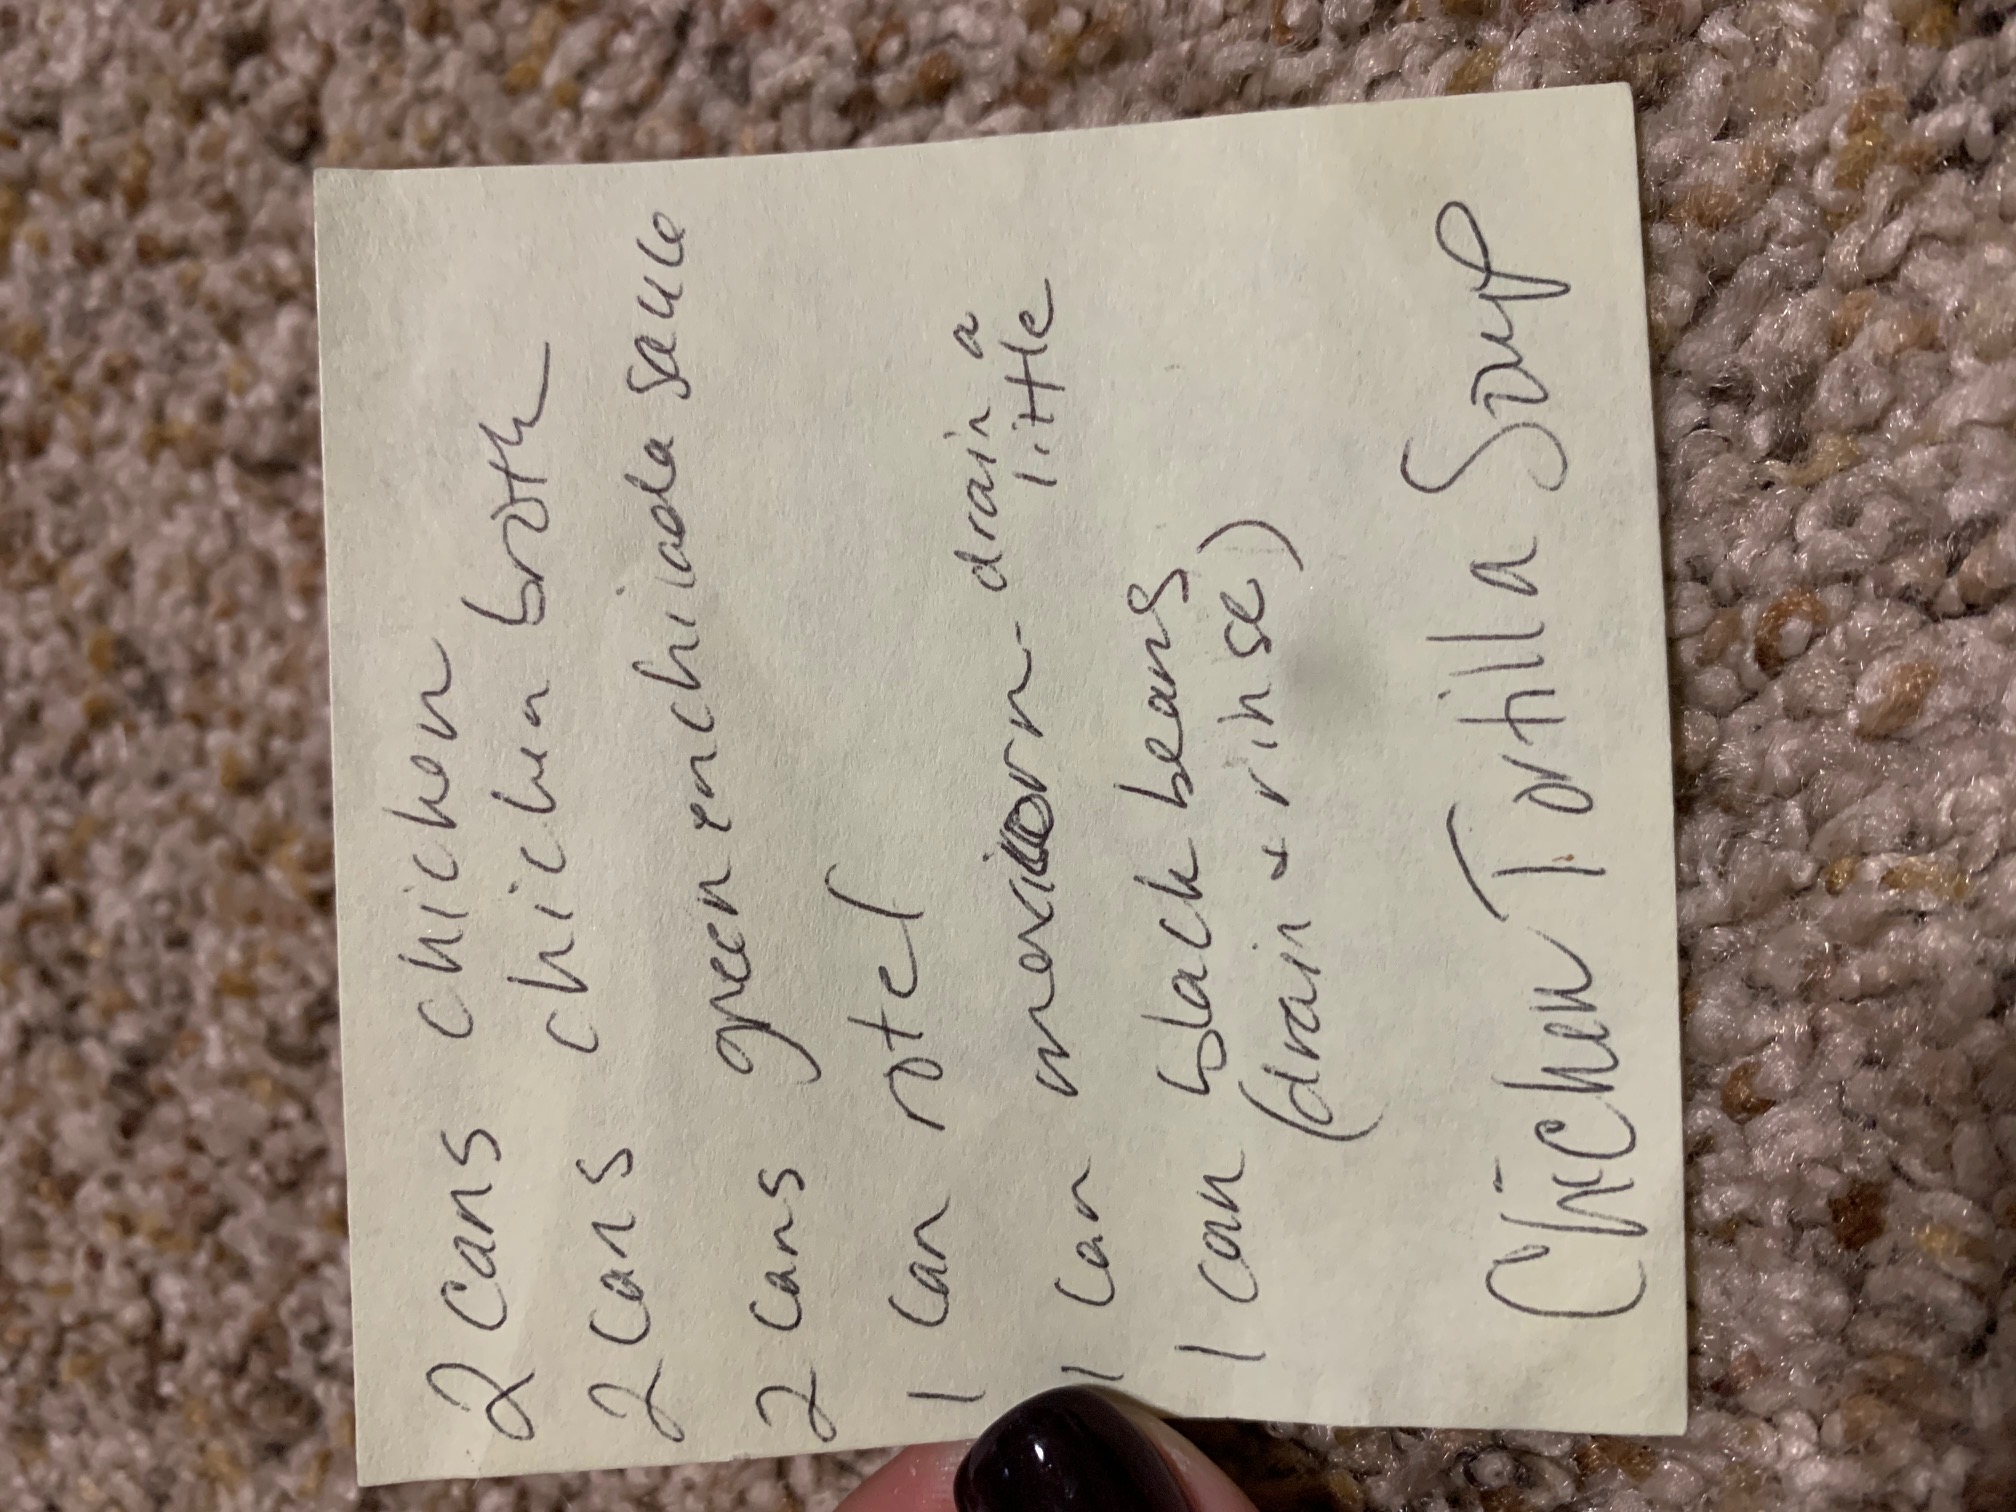 2 cans chicken
2 cans chicken broth
2 cans green enchilada sauce
1 can rotel
1 can mexicorn - drain a
little
1 can black beans
(drain & rinse)
Chicken Tortilla Soup